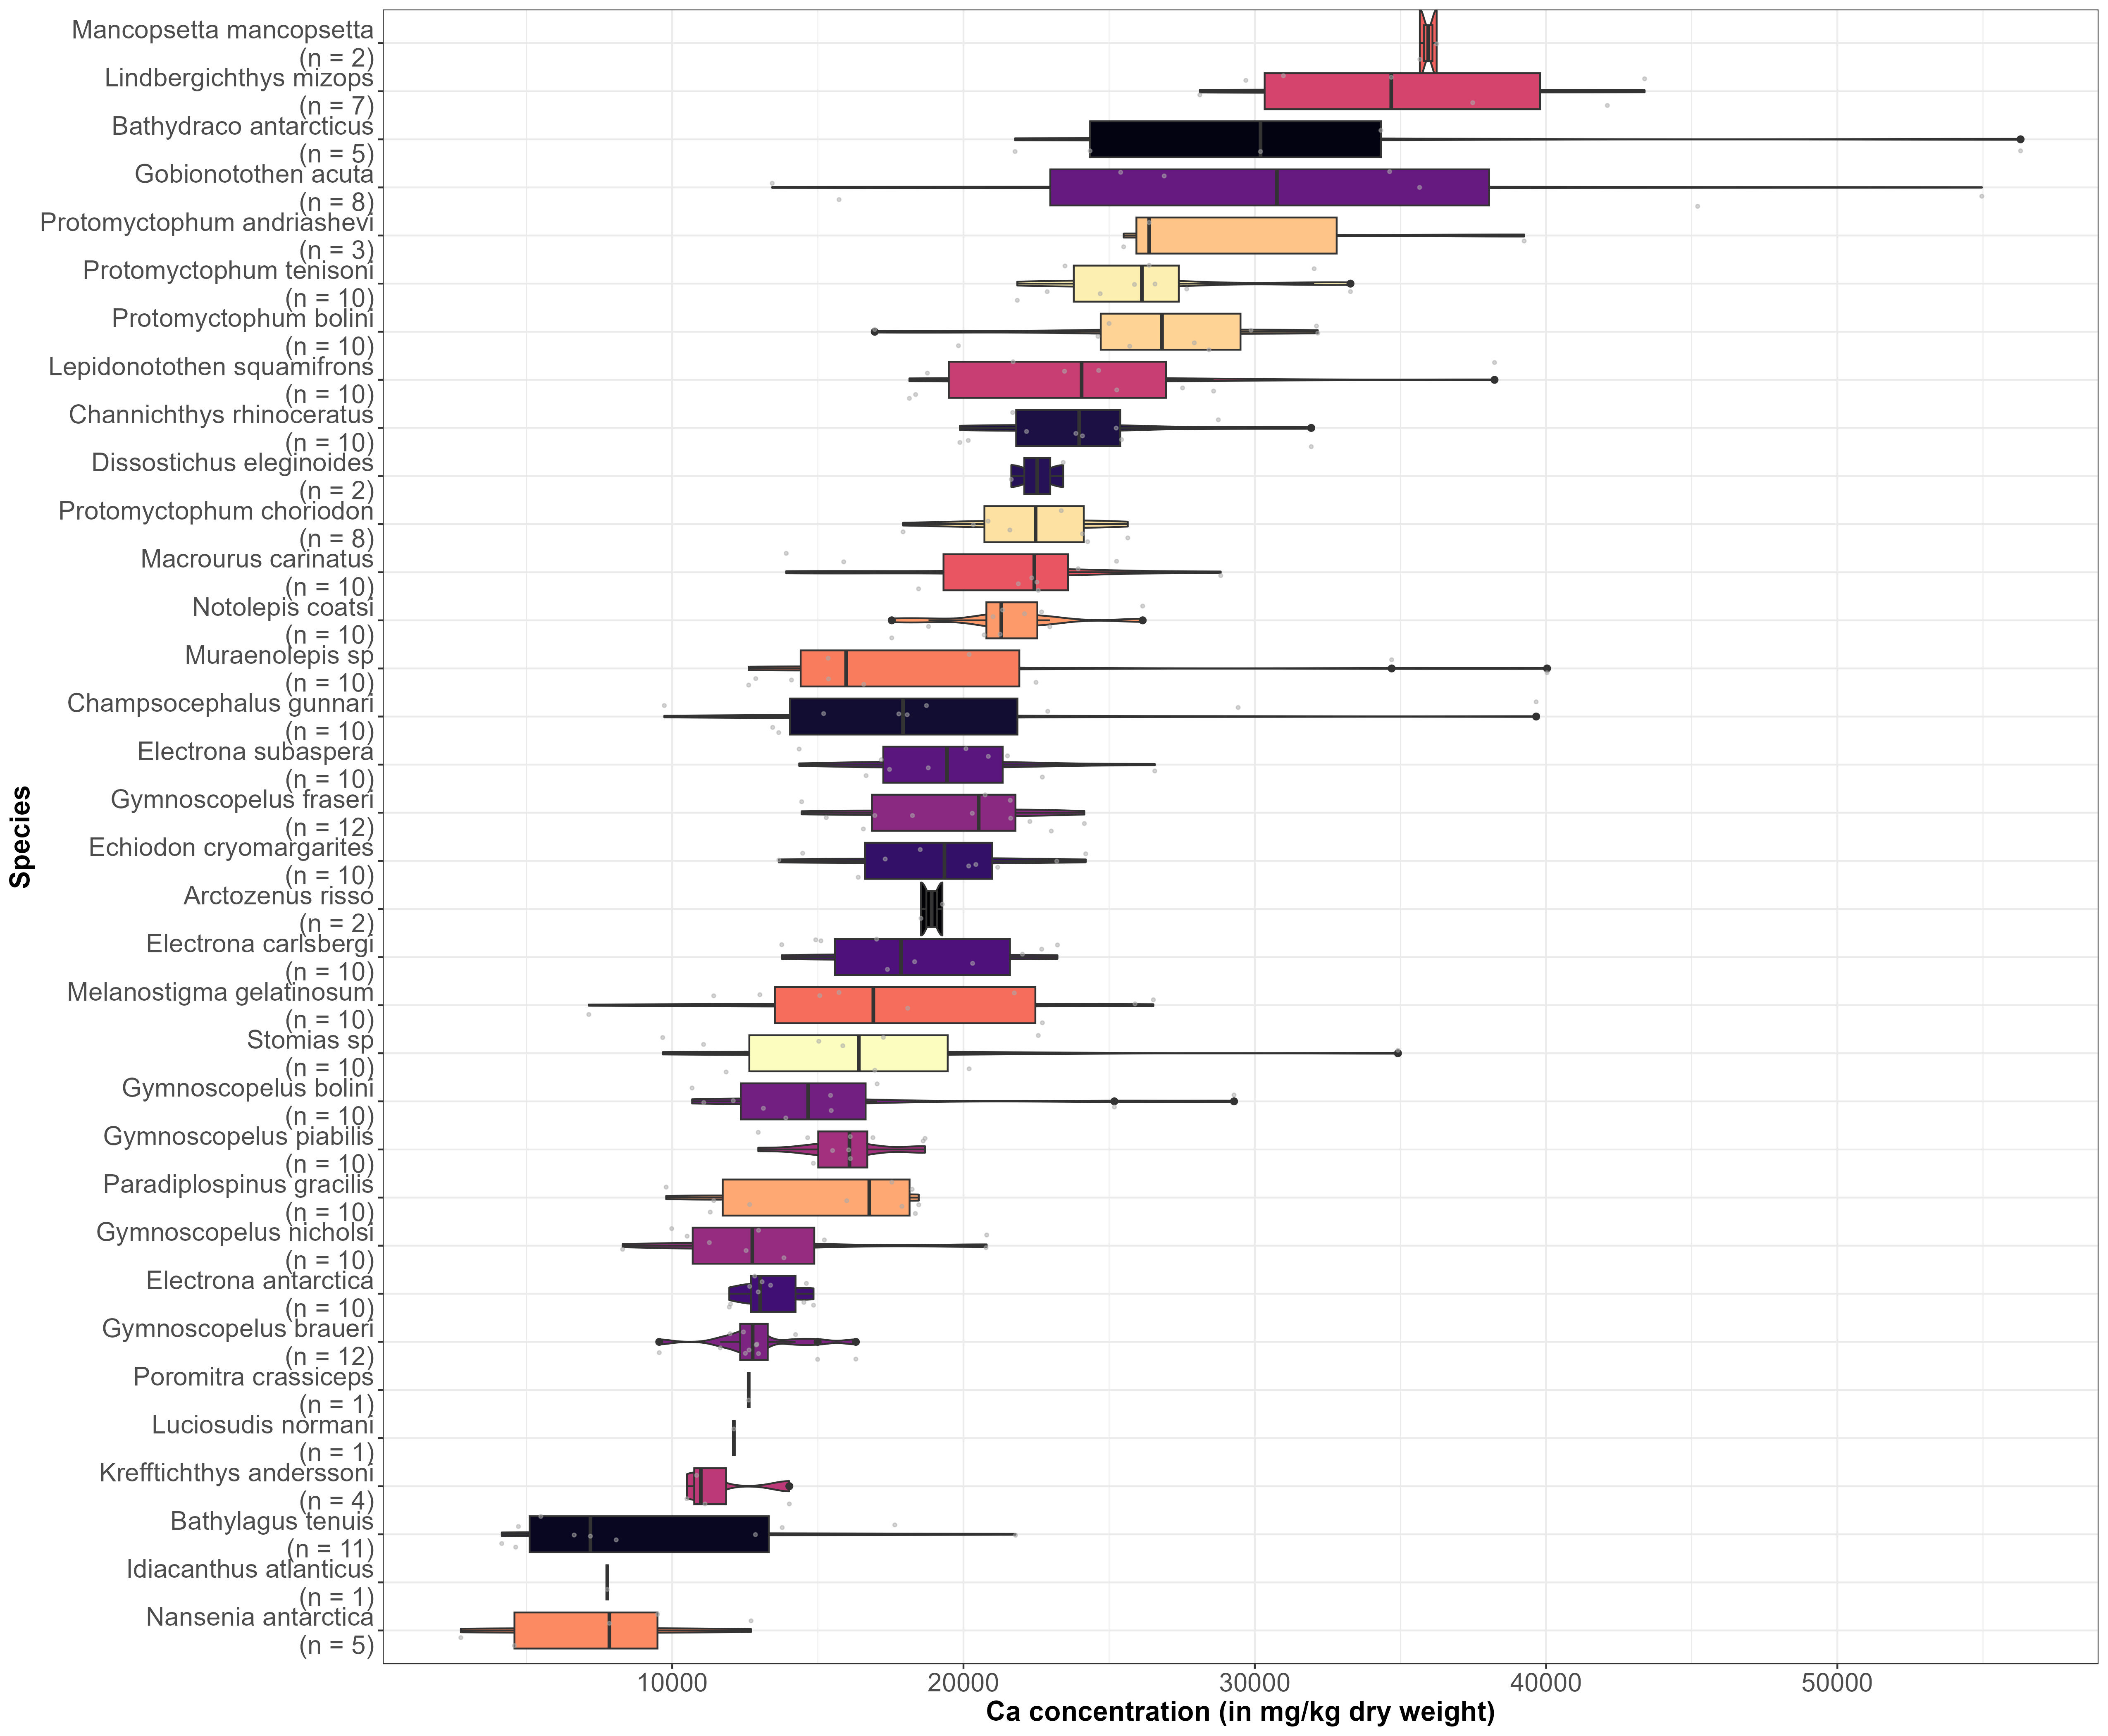 Mancopsetta mancopsetta
(n = 2)
Lindbergichthys mizops
(n = 7)
Bathydraco antarcticus
(n = 5)
Gobionotothen acuta
(n = 8)
Protomyctophum andriashevi
(n = 3)
Protomyctophum tenisoni
(n = 10)
Protomyctophum bolini
(n = 10)
Lepidonotothen squamifrons
(n = 10)
Channichthys rhinoceratus
(n = 10)
Dissostichus eleginoides
(n = 2)
Protomyctophum choriodon
(n = 8)
Macrourus carinatus
(n = 10)
Notolepis coatsi
(n = 10)
Muraenolepis sp
(n = 10)
Champsocephalus gunnari
(n = 10)
Electrona subaspera
(n = 10)
Gymnoscopelus fraseri
(n = 12)
Echiodon cryomargarites
(n = 10)
Arctozenus risso
(n = 2)
Electrona carlsbergi
(n = 10)
Melanostigma gelatinosum
(n = 10)
Stomias sp
(n = 10)
Gymnoscopelus bolini
(n = 10)
Gymnoscopelus piabilis
(n = 10)
Paradiplospinus gracilis
(n = 10)
Gymnoscopelus nicholsi
(n = 10)
Electrona antarctica
(n = 10)
Gymnoscopelus braueri
(n = 12)
Poromitra crassiceps
(n = 1)
Luciosudis normani
(n = 1)
Krefftichthys anderssoni
(n = 4)
Bathylagus tenuis
(n = 11)
Idiacanthus atlanticus
(n = 1)
Nansenia antarctica
(n = 5)
Species
10000 20000 30000 40000 50000
Ca concentration (in mg/kg dry weight)